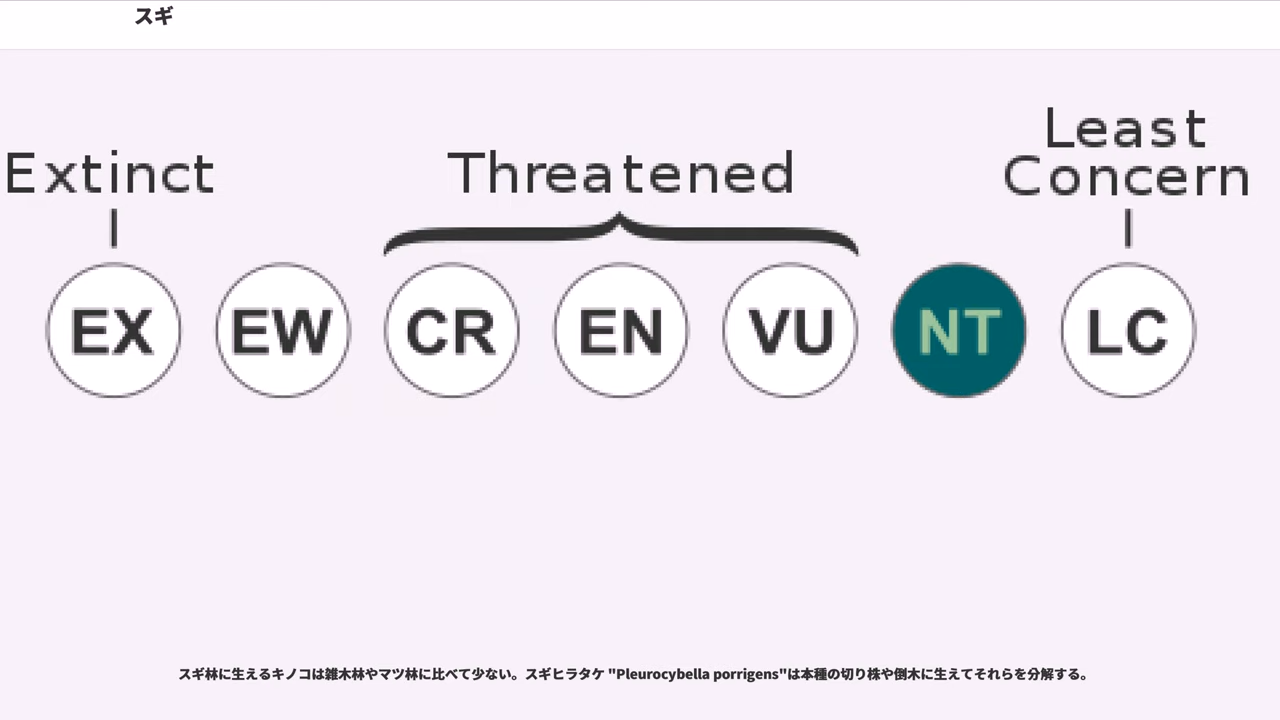 スギ
Extinct
Threatened
Least
Concern
EX EW CR EN VU NT LC
スギ林に生えるキノコは雑木林やマツ林に比べて少ない。スギヒラタケ "Pleurocybella porrigens"は本種の切り株や倒木に生えてそれらを分解する。